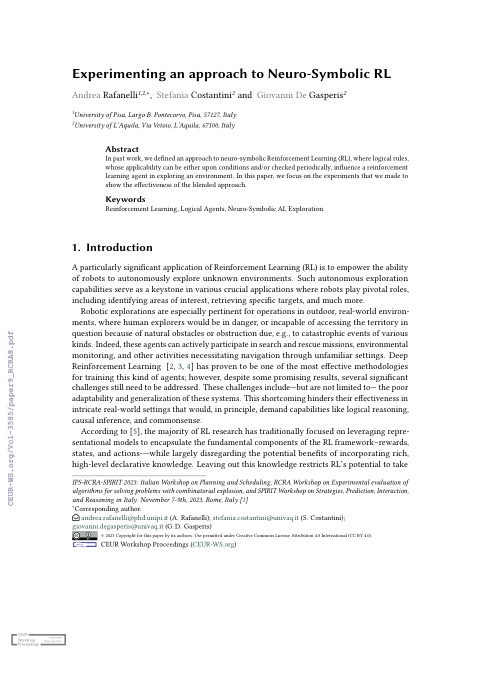 Experimenting an approach to Neuro-Symbolic RL
Andrea Rafanelli1,2,*, Stefania Costantini2 and Giovanni De Gasperis2
1University of Pisa, Largo B. Pontecorvo, Pisa, 57127, Italy
2University of L'Aquila, Via Vetoio, L'Aquila, 67100, Italy
Abstract
In past work, we defined an approach to neuro-symbolic Reinforcement Learning (RL), where logical rules,
whose applicability can be either upon conditions and/or checked periodically, influence a reinforcement
learning agent in exploring an environment. In this paper, we focus on the experiments that we made to
show the effectiveness of the blended approach.
Keywords
Reinforcement Learning, Logical Agents, Neuro-Symbolic AI, Exploration
1. Introduction
A particularly significant application of Reinforcement Learning (RL) is to empower the ability
of robots to autonomously explore unknown environments. Such autonomous exploration
capabilities serve as a keystone in various crucial applications where robots play pivotal roles,
including identifying areas of interest, retrieving specific targets, and much more.
Robotic explorations are especially pertinent for operations in outdoor, real-world environ-
ments, where human explorers would be in danger, or incapable of accessing the territory in
question because of natural obstacles or obstruction due, e.g., to catastrophic events of various
kinds. Indeed, these agents can actively participate in search and rescue missions, environmental
monitoring, and other activities necessitating navigation through unfamiliar settings. Deep
Reinforcement Learning [2, 3, 4] has proven to be one of the most effective methodologies
for training this kind of agents; however, despite some promising results, several significant
challenges still need to be addressed. These challenges include—but are not limited to— the poor
adaptability and generalization of these systems. This shortcoming hinders their effectiveness in
intricate real-world settings that would, in principle, demand capabilities like logical reasoning,
causal inference, and commonsense.
According to [5], the majority of RL research has traditionally focused on leveraging repre-
sentational models to encapsulate the fundamental components of the RL framework–rewards,
states, and actions-—while largely disregarding the potential benefits of incorporating rich,
high-level declarative knowledge. Leaving out this knowledge restricts RL's potential to take
IPS-RCRA-SPIRIT 2023: Italian Workshop on Planning and Scheduling, RCRA Workshop on Experimental evaluation of
algorithms for solving problems with combinatorial explosion, and SPIRIT Workshop on Strategies, Prediction, Interaction,
and Reasoning in Italy. November 7-9th, 2023, Rome, Italy [1]
*Corresponding author.
andrea.rafanelli@phd.unipi.it (A. Rafanelli); stefania.costantini@univaq.it (S. Costantini);
giovanni.degasperis@univaq.it (G. D. Gasperis)
© 2023 Copyright for this paper by its authors. Use permitted under Creative Commons License Attribution 4.0 International (CC BY 4.0).
CEUR Workshop Proceedings (CEUR-WS.org)
CEUR-WS.org/Vol-3585/paper9_RCRA8.pdf
CEUR
Workshop
Proceedings